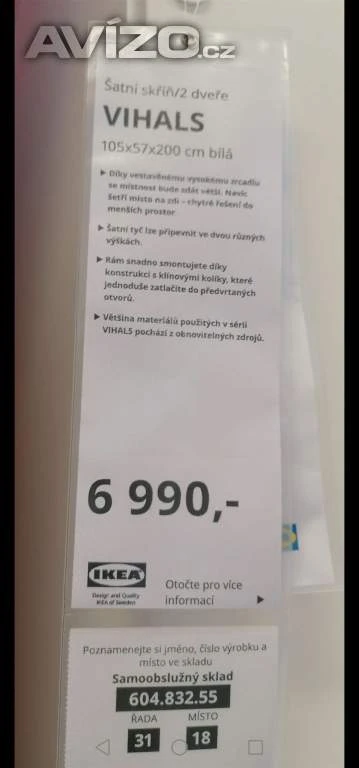 AVÍZO.cz
Šatní skříň/2 dveře
VIHALS
105x57x200 cm bílá
▸ Díky vestavěnému vysokému zrcadlu
se místnost bude zdát větší. Navíc
šetří místo na zdi – chytré řešení do
menších prostor.
▸ Šatní tyč lze připevnit ve dvou různých
výškách.
▸ Rám snadno smontujete díky
konstrukci s klínovými kolíky, které
jednoduše zatlačíte do předvrtaných
otvorů.
▸ Většina materiálů použitých v sérii
VIHALS pochází z obnovitelných zdrojů.
6 990,-
IKEA
Design and Quality
IKEA of Sweden
Otočte pro více
informací ▸
Poznamenejte si jméno, číslo výrobku a
místo ve skladu
Samoobslužný sklad
604.832.55
ŘADA MÍSTO
31 18